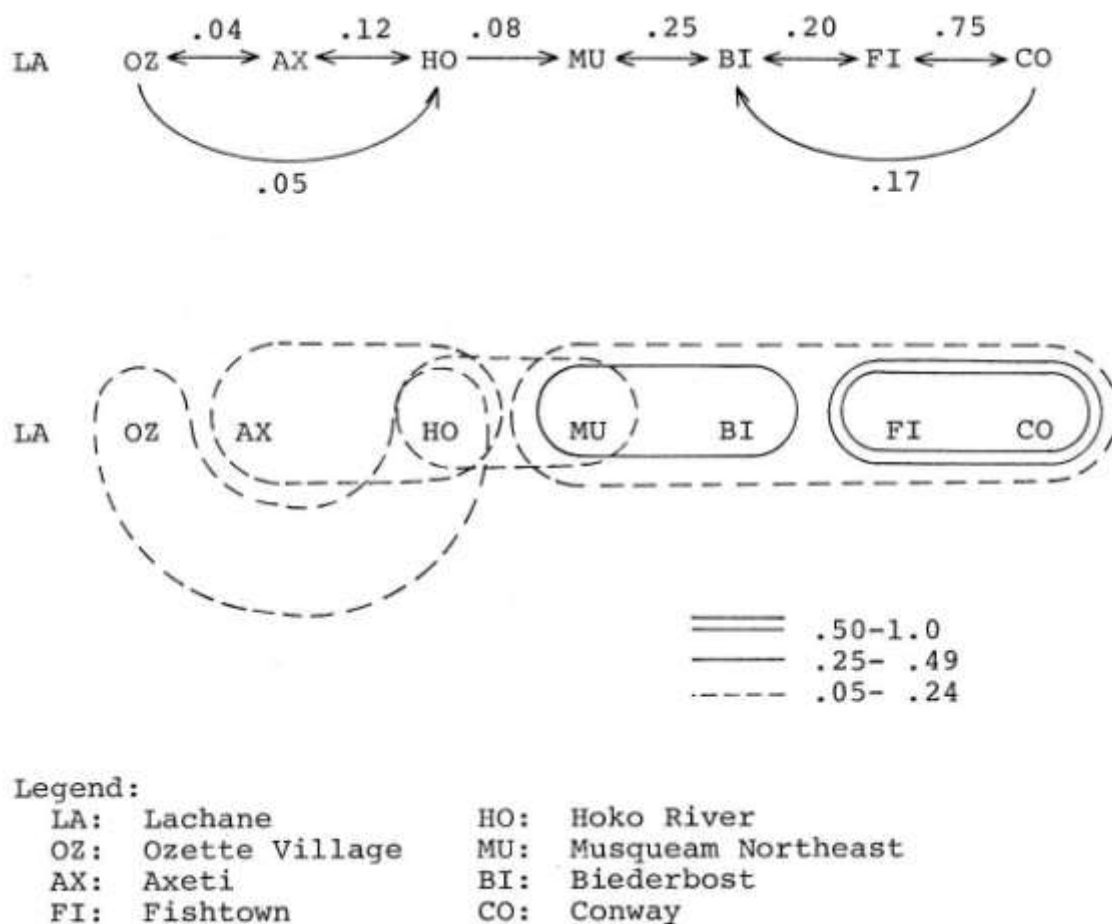 .04 .12 .08 .25 .20 .75
LA OZ AX HO MU BI FI CO
.05 .17
LA OZ AX HO MU BI FI CO
.50-1.0
.25- .49
.05- .24
Legend:
LA: Lachane HO: Hoko River
OZ: Ozette Village MU: Musqueam Northeast
AX: Axeti BI: Biederbost
FI: Fishtown CO: Conway